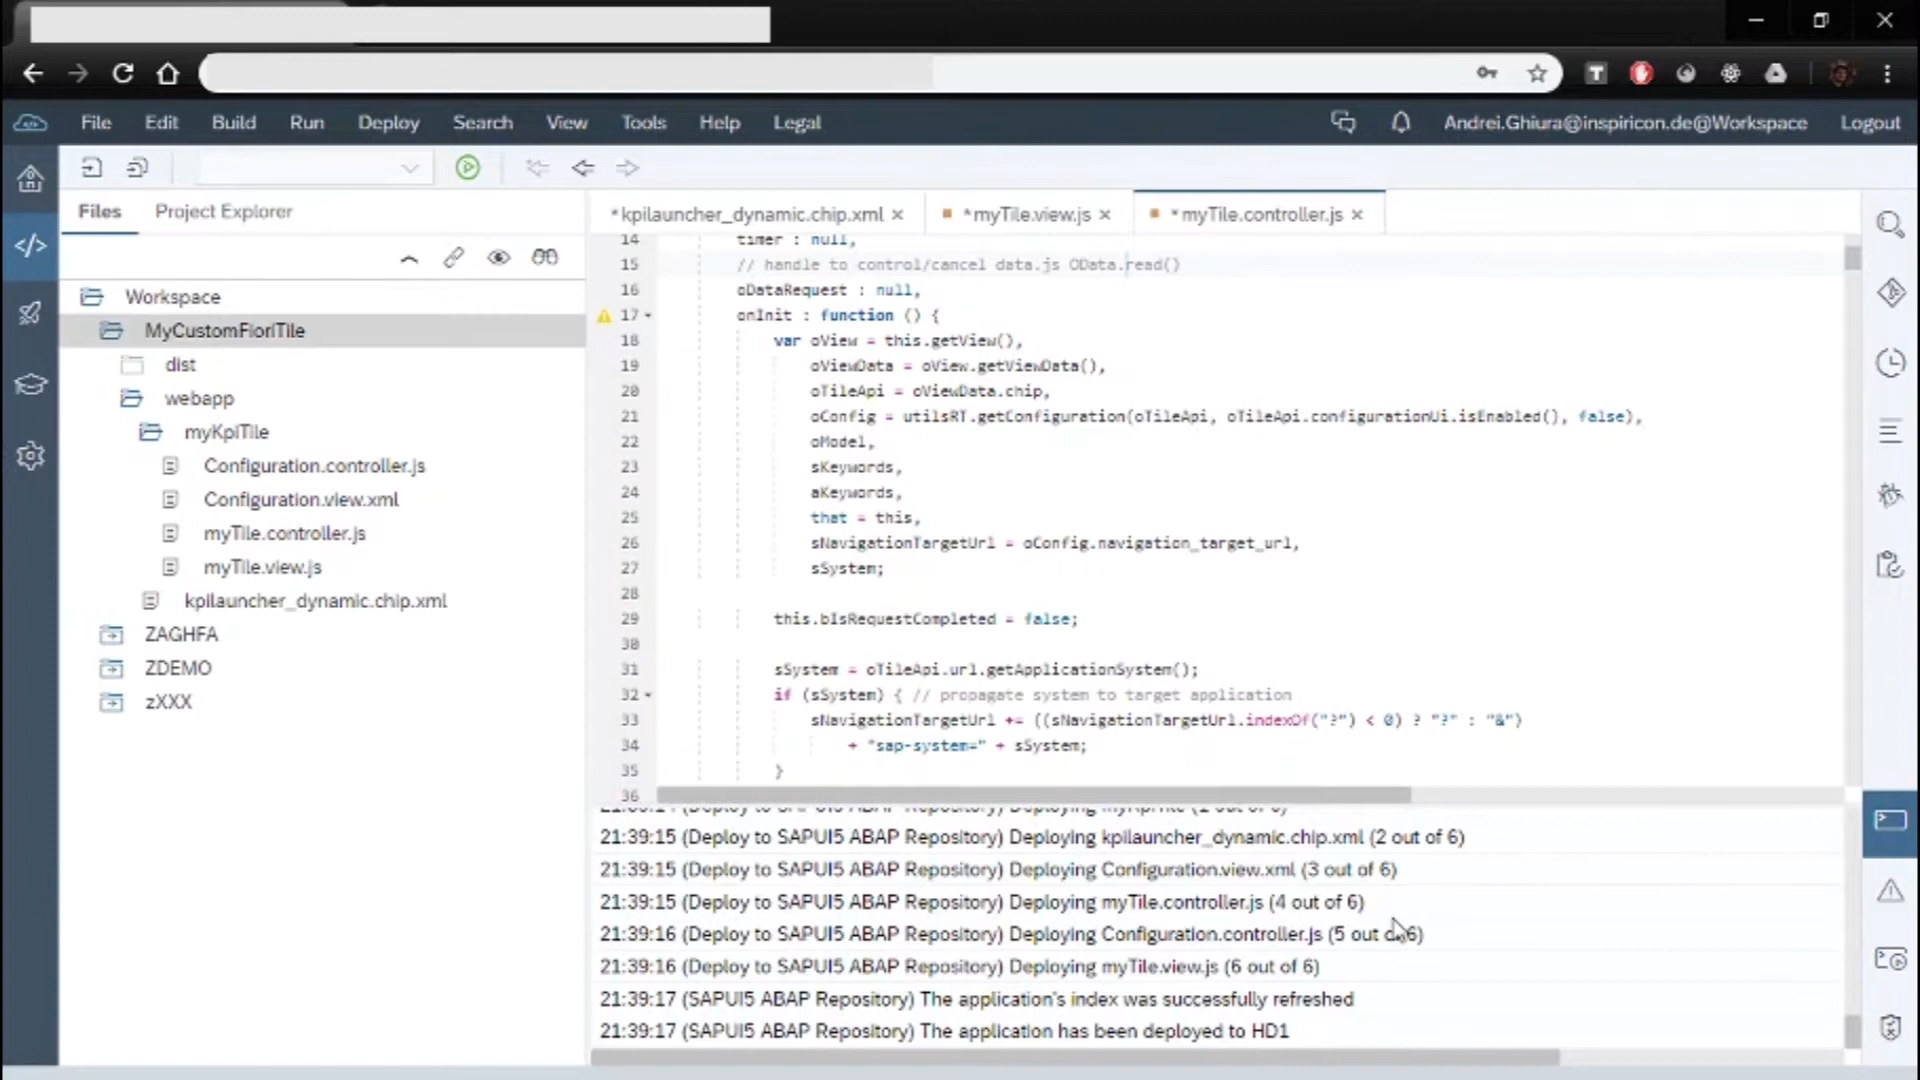 File Edit Build Run Deploy Search View Tools Help Legal Andrei.Ghiura@inspiricon.de@Workspace Logout
Files Project Explorer
Workspace
MyCustomFioriTile
dist
webapp
myKpiTile
Configuration.controller.js
Configuration.view.xml
myTile.controller.js
myTile.view.js
kpilauncher_dynamic.chip.xml
ZAGHFA
ZDEMO
zXXX
*kpilauncher_dynamic.chip.xml × *myTile.view.js × *myTile.controller.js ×
14 timer : null,
15 // handle to control/cancel data.js OData.read()
16 oDataRequest : null,
17 onInit : function () {
18 var oView = this.getView(),
19 oViewData = oView.getViewData(),
20 oTileApi = oViewData.chip,
21 oConfig = utilsRT.getConfiguration(oTileApi, oTileApi.configurationUi.isEnabled(), false),
22 oModel,
23 sKeywords,
24 aKeywords,
25 that = this,
26 sNavigationTargetUrl = oConfig.navigation_target_url,
27 sSystem;
28
29 this.bIsRequestCompleted = false;
30
31 sSystem = oTileApi.url.getApplicationSystem();
32 if (sSystem) { // propagate system to target application
33 sNavigationTargetUrl += ((sNavigationTargetUrl.indexOf("?") < 0) ? "?" : "&")
34 + "sap-system=" + sSystem;
35 }
36
(Deploy to SAPUI5 ABAP Repository) Deploying myKpiTile (1 out of 6)
21:39:15 (Deploy to SAPUI5 ABAP Repository) Deploying kpilauncher_dynamic.chip.xml (2 out of 6)
21:39:15 (Deploy to SAPUI5 ABAP Repository) Deploying Configuration.view.xml (3 out of 6)
21:39:15 (Deploy to SAPUI5 ABAP Repository) Deploying myTile.controller.js (4 out of 6)
21:39:16 (Deploy to SAPUI5 ABAP Repository) Deploying Configuration.controller.js (5 out of 6)
21:39:16 (Deploy to SAPUI5 ABAP Repository) Deploying myTile.view.js (6 out of 6)
21:39:17 (SAPUI5 ABAP Repository) The application's index was successfully refreshed
21:39:17 (SAPUI5 ABAP Repository) The application has been deployed to HD1